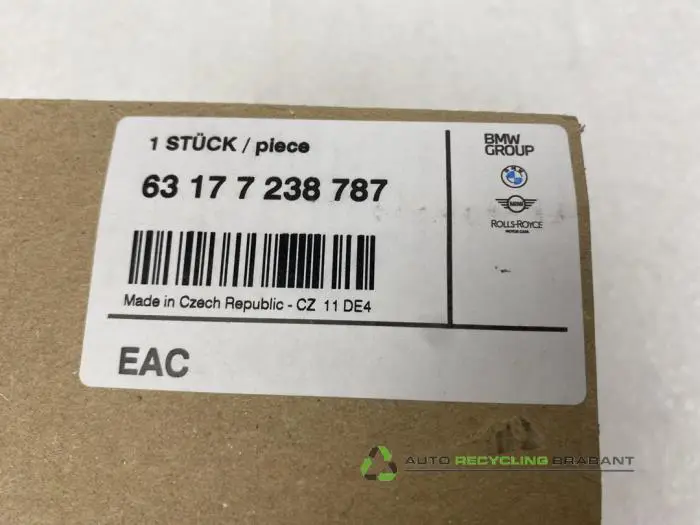 1 STÜCK / piece
63 17 7 238 787
Made in Czech Republic - CZ 11 DE4
EAC
BMW
GROUP
MINI
ROLLS-ROYCE
MOTOR CARS
AUTO RECYCLING BRABANT